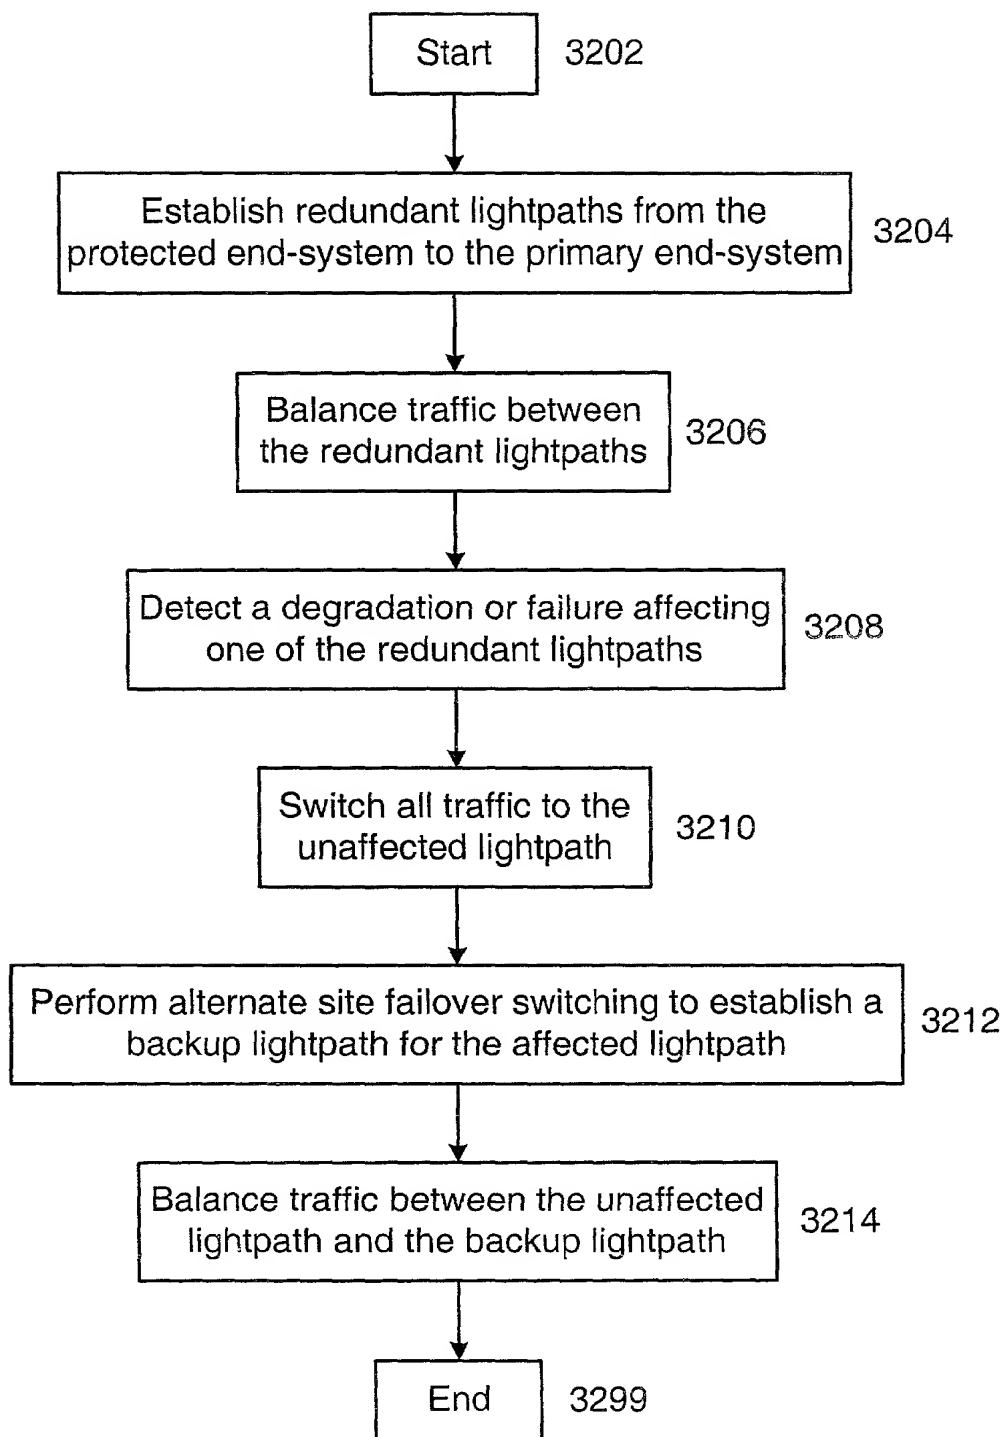 Start
3202
Establish redundant lightpaths from the
protected end-system to the primary end-system
3204
Balance traffic between
the redundant lightpaths
3206
Detect a degradation or failure affecting
one of the redundant lightpaths
3208
Switch all traffic to the
unaffected lightpath
3210
Perform alternate site failover switching to establish a
backup lightpath for the affected lightpath
3212
Balance traffic between the unaffected
lightpath and the backup lightpath
3214
End
3299